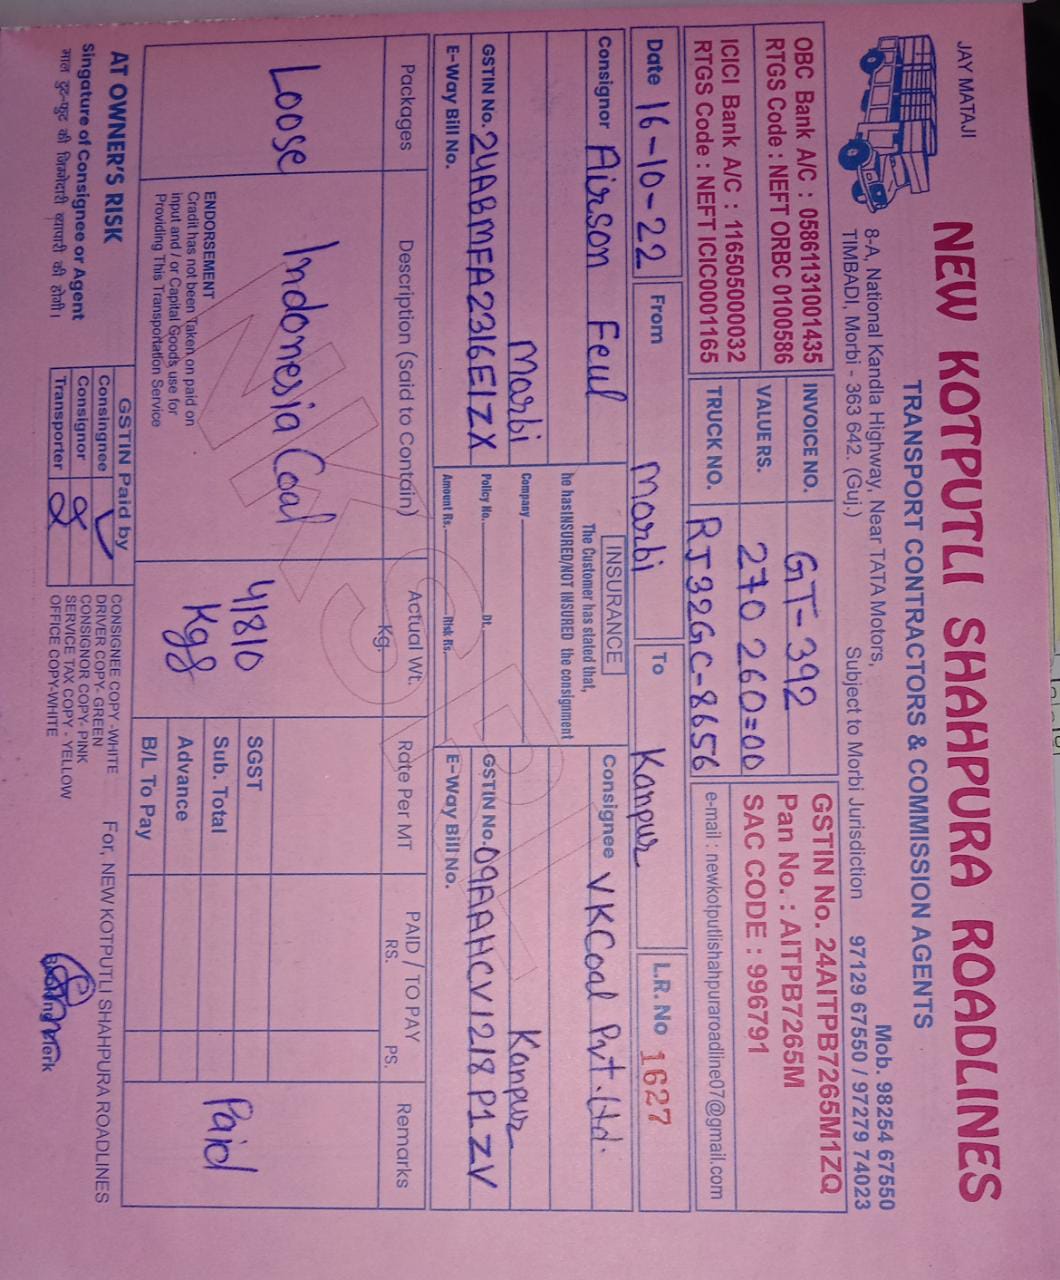 JAY MATAJI
NEW KOTPUTLI SHAHPURA ROADLINES
TRANSPORT CONTRACTORS & COMMISSION AGENTS
8-A, National Kandla Highway, Near TATA Motors,
TIMBADI, Morbi - 363 642. (Guj.)
Subject to Morbi Jurisdiction
Mob. 98254 67550
97129 67550 / 97279 74023
OBC Bank A/C : 05861131001435
RTGS Code : NEFT ORBC 0100586
ICICI Bank A/C : 116505000032
RTGS Code : NEFT ICIC0001165
INVOICE NO. GT-392
VALUE RS. 270 260=00
TRUCK NO. RJ32GC-8656
GSTIN No. 24AITPB7265M1ZQ
Pan No. : AITPB7265M
SAC CODE : 996791
e-mail : newkotputlishahpuraroadline07@gmail.com
Date 16-10-22 From Morbi To Kanpur L.R. No 1627
Consignor Airson Feul
Morbi
GSTIN No. 24ABMFA2316E1ZX
E-Way Bill No.
INSURANCE
The Customer has stated that,
he hasINSURED/NOT INSURED the consignment
Company
Policy No. Dt.
Amount Rs. Risk Rs.
Consignee VKCoal Pvt. Ltd.
Kanpur
GSTIN No. 09AAHCV1218P1ZV
E-Way Bill No.
Packages Description (Said to Contain) Actual Wt. Kg. Rate Per MT PAID / TO PAY RS. PS. Remarks
Loose Indonesia Coal 41810 Kgs Paid
SGST
Sub. Total
Advance
B/L To Pay
ENDORSEMENT
Cradit has not been Taken on paid on
input and / or Capital Goods use for
Providing This Transportation Service
AT OWNER'S RISK
Singature of Consignee or Agent
माल टूट-फूट की जिम्मेदारी व्यापारी की होगी।
GSTIN Paid by
Consingnee ✓
Consignor
Transporter
CONSIGNEE COPY -WHITE
DRIVER COPY- GREEN
CONSIGNOR COPY- PINK
SERVICE TAX COPY - YELLOW
OFFICE COPY-WHITE
For, NEW KOTPUTLI SHAHPURA ROADLINES